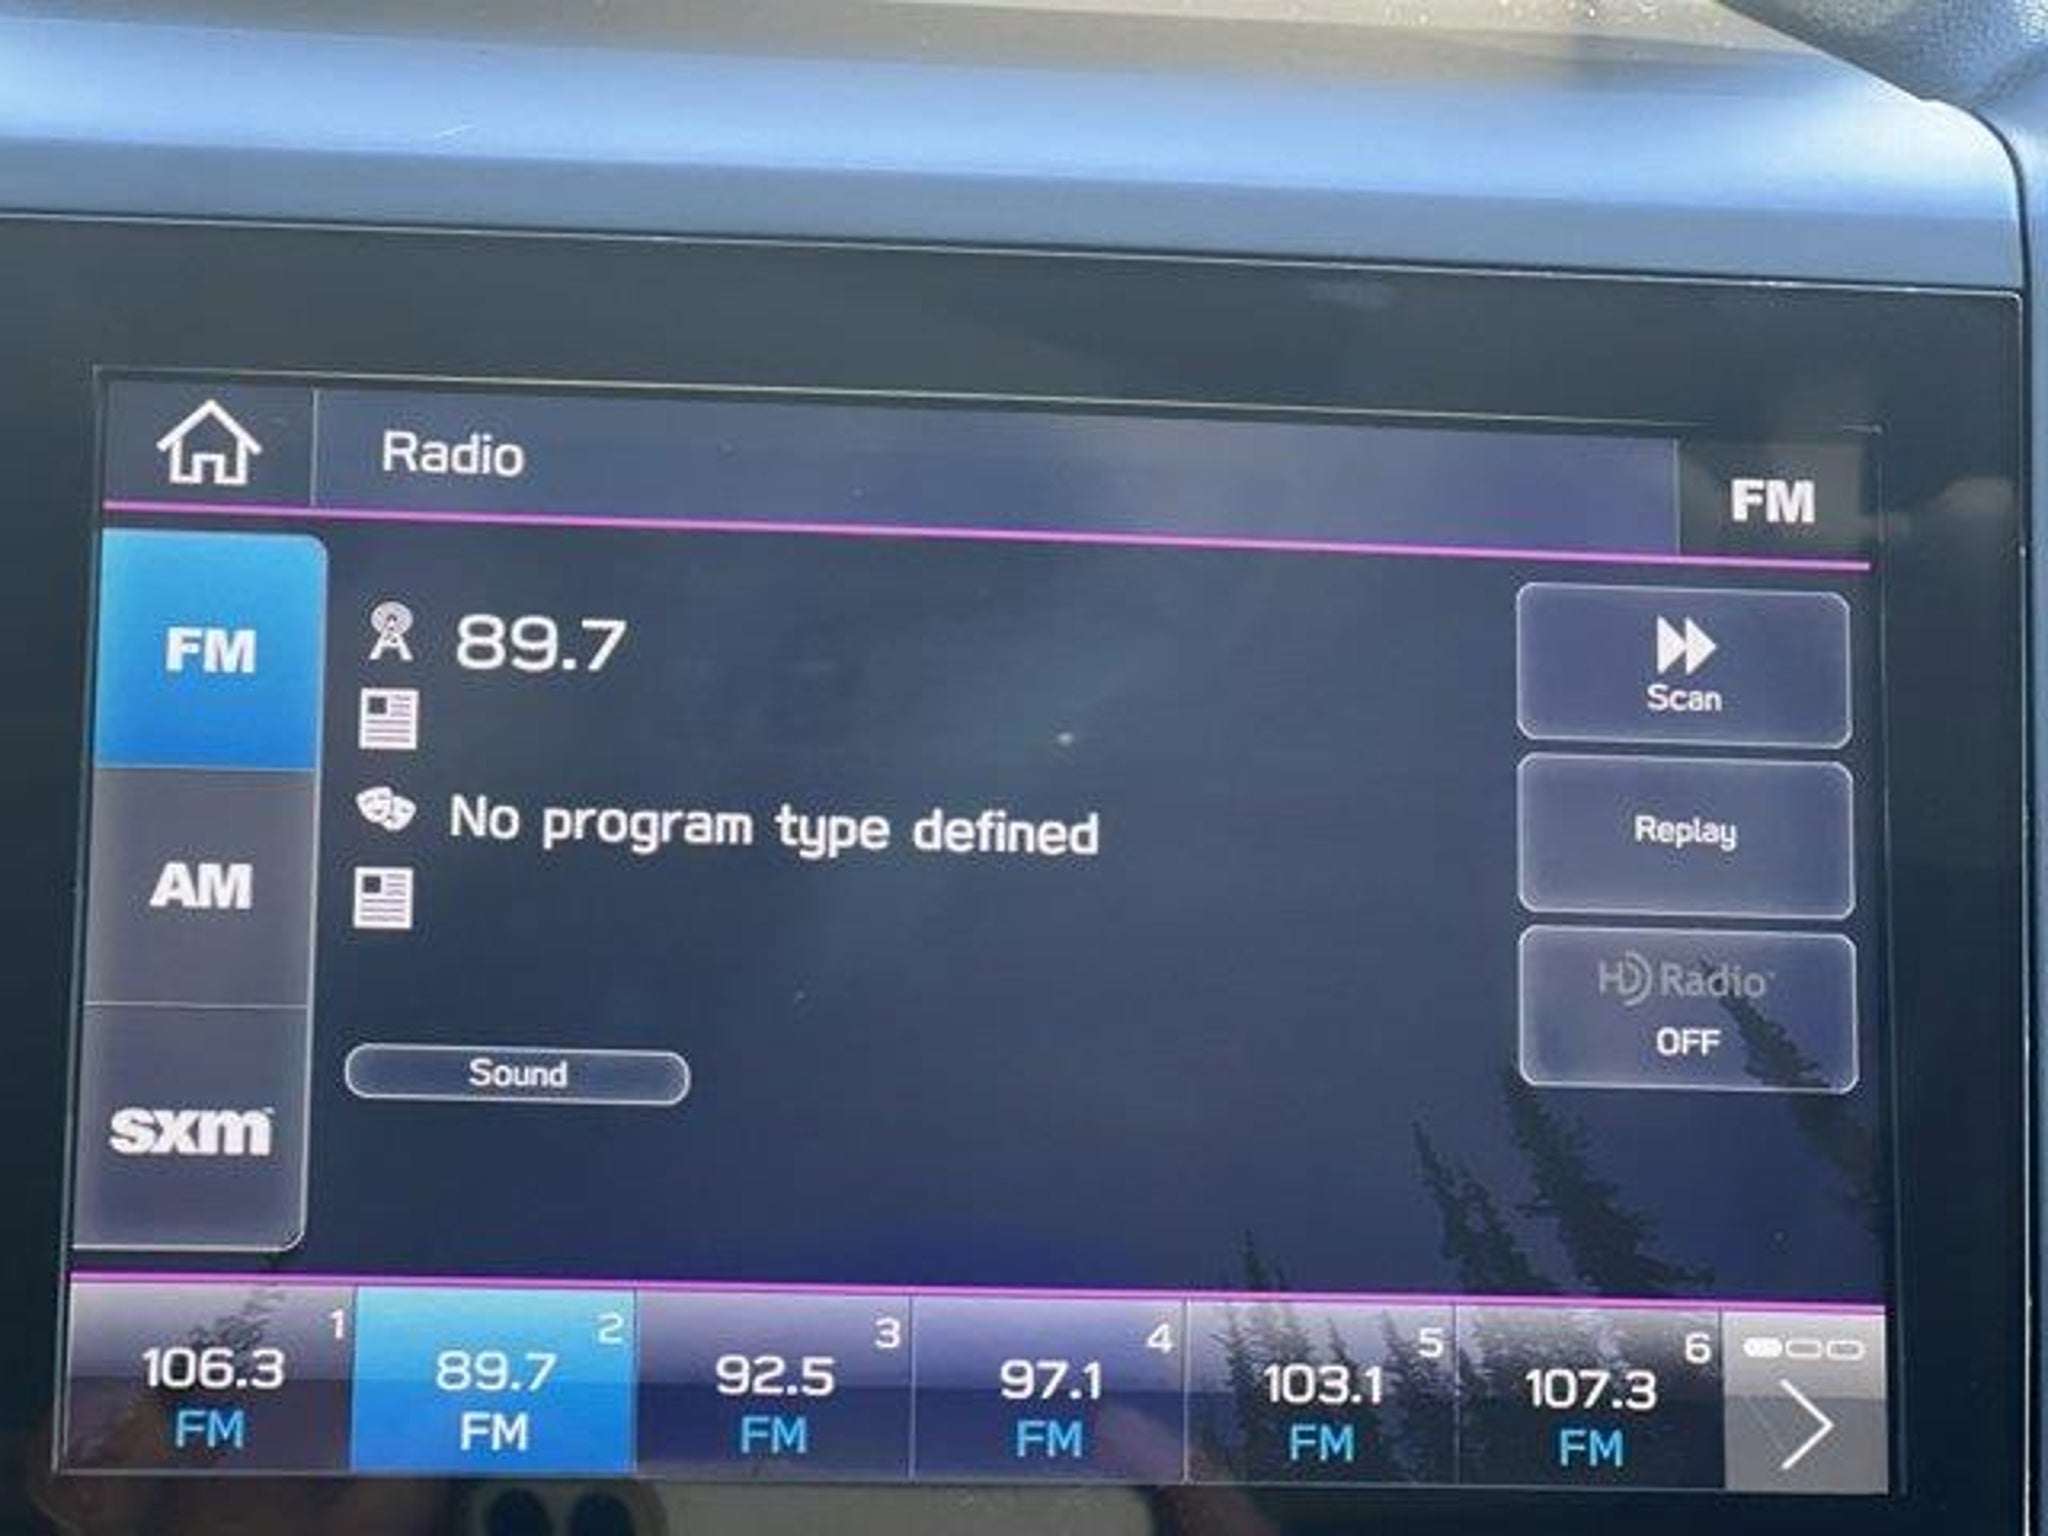 Radio
FM
FM
89.7
Scan
No program type defined
Replay
AM
HD Radio
OFF
Sound
sxm
1
106.3
FM
2
89.7
FM
3
92.5
FM
4
97.1
FM
5
103.1
FM
6
107.3
FM